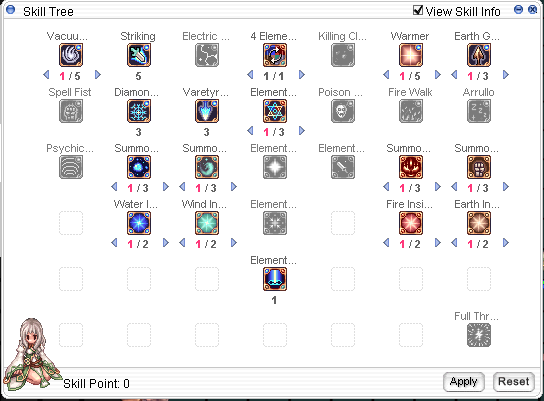 Skill Tree
View Skill Info
Vacuu... Striking Electric ... 4 Eleme... Killing Cl... Warmer Earth G...
1 / 5 5 1 / 1 1 / 5 1 / 3
Spell Fist Diamon... Varetyr... Element... Poison ... Fire Walk Arrullo
3 3 1 / 3
Psychic... Summo... Summo... Element... Element... Summo... Summo...
1 / 3 1 / 3 1 / 3 1 / 3
Water I... Wind In... Element... Fire Insi... Earth In...
1 / 2 1 / 2 1 / 2 1 / 2
Element...
1
Full Thr...
Skill Point: 0
Apply Reset